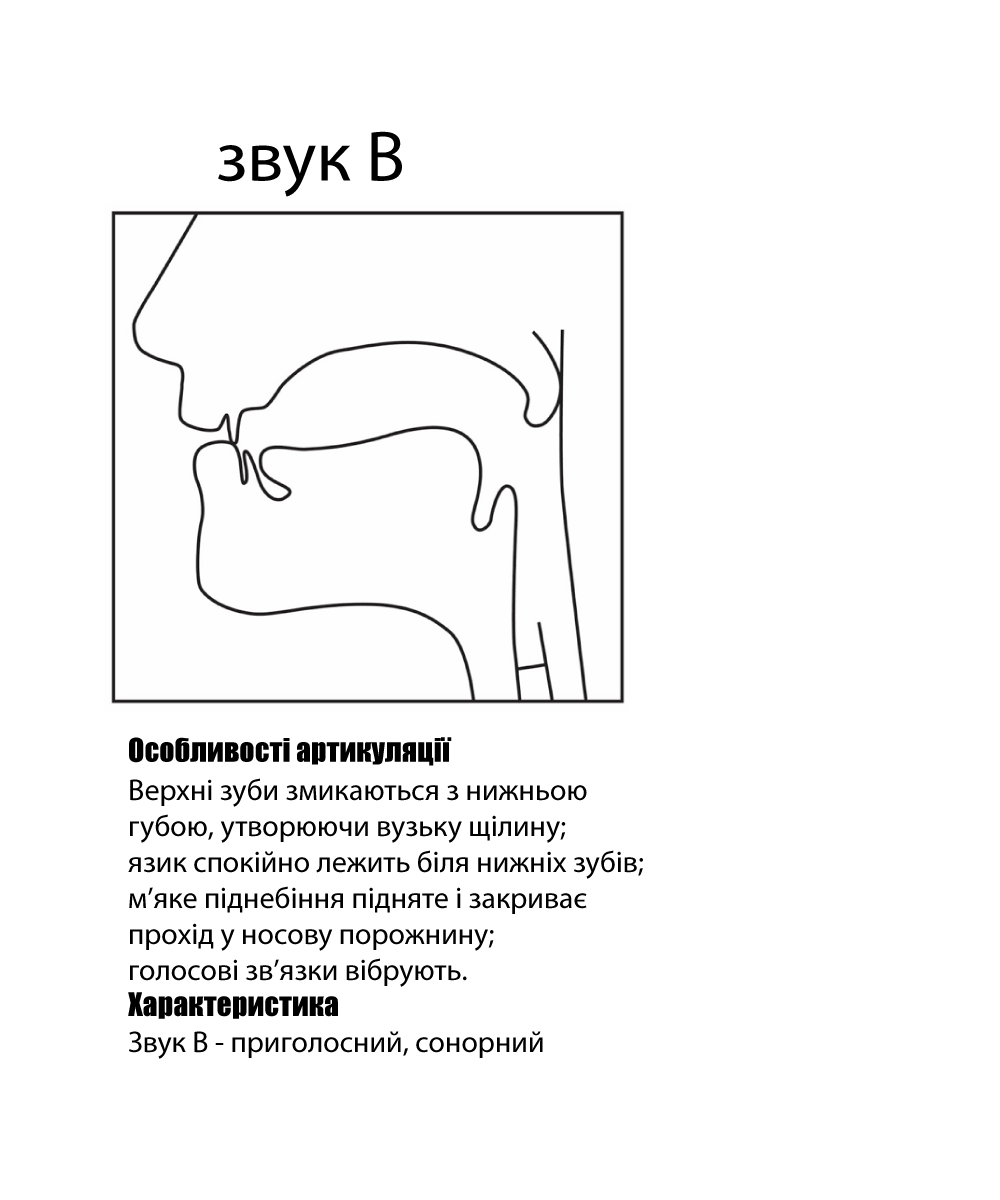 звук В
Особливості артикуляції
Верхні зуби змикаються з нижньою
губою, утворюючи вузьку щілину;
язик спокійно лежить біля нижніх зубів;
м’яке піднебіння підняте і закриває
прохід у носову порожнину;
голосові зв’язки вібрують.
Характеристика
Звук В - приголосний, сонорний